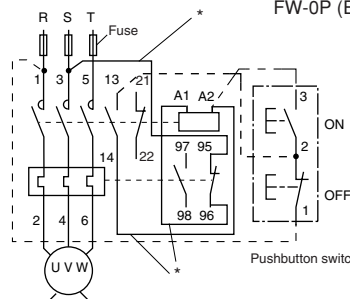 FW-0P (E
R S T
*
Fuse
1 3 5 13 21
A1 A2
3
ON
97 95
2
14
22
OFF
98 96
1
2 4 6
Pushbutton switc
U V W
*